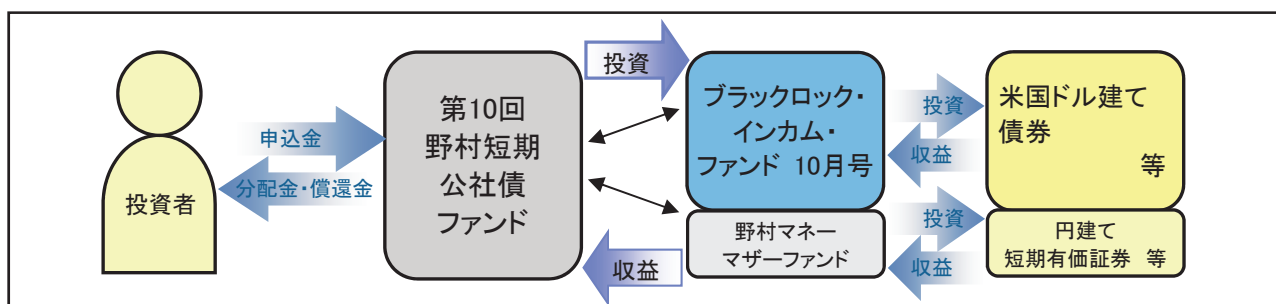 投資者
申込金
分配金・償還金
第10回
野村短期
公社債
ファンド
投資
収益
ブラックロック・
インカム・
ファンド 10月号
野村マネー
マザーファンド
投資
収益
投資
収益
米国ドル建て
債券
等
円建て
短期有価証券 等